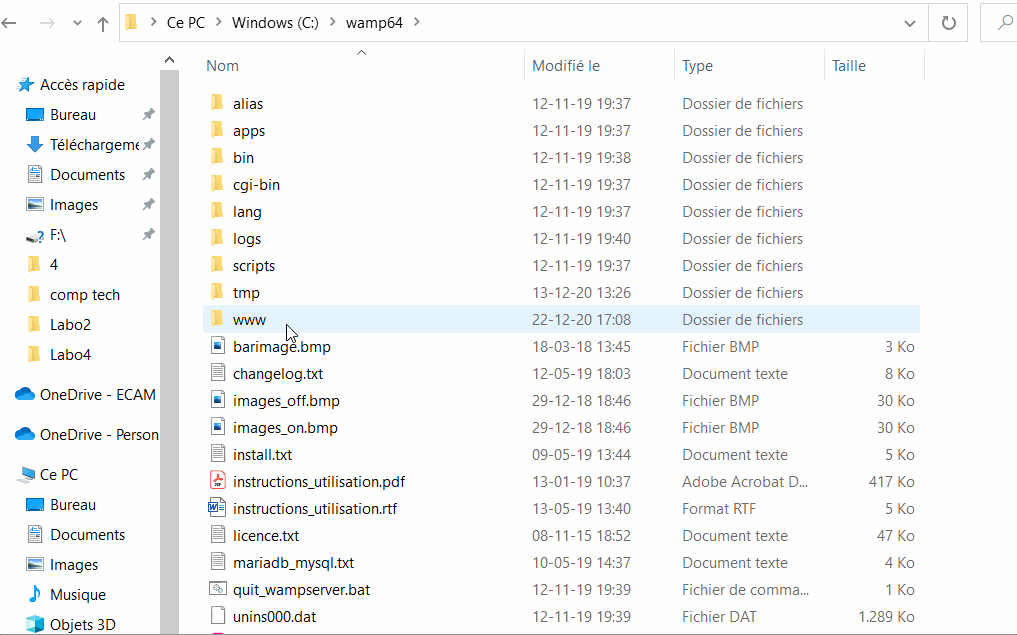 Ce PC > Windows (C:) > wamp64 >
Nom Modifié le Type Taille
Accès rapide
Bureau
Téléchargeme
Documents
Images
F:\
4
comp tech
Labo2
Labo4
OneDrive - ECAM
OneDrive - Person
Ce PC
Bureau
Documents
Images
Musique
Objets 3D
alias 12-11-19 19:37 Dossier de fichiers
apps 12-11-19 19:37 Dossier de fichiers
bin 12-11-19 19:38 Dossier de fichiers
cgi-bin 12-11-19 19:37 Dossier de fichiers
lang 12-11-19 19:37 Dossier de fichiers
logs 12-11-19 19:40 Dossier de fichiers
scripts 12-11-19 19:37 Dossier de fichiers
tmp 13-12-20 13:26 Dossier de fichiers
www 22-12-20 17:08 Dossier de fichiers
barimage.bmp 18-03-18 13:45 Fichier BMP 3 Ko
changelog.txt 12-05-19 18:03 Document texte 8 Ko
images_off.bmp 29-12-18 18:46 Fichier BMP 30 Ko
images_on.bmp 29-12-18 18:46 Fichier BMP 30 Ko
install.txt 09-05-19 13:44 Document texte 5 Ko
instructions_utilisation.pdf 13-01-19 10:37 Adobe Acrobat D... 417 Ko
instructions_utilisation.rtf 13-05-19 13:40 Format RTF 5 Ko
licence.txt 08-11-15 18:52 Document texte 47 Ko
mariadb_mysql.txt 10-05-19 14:37 Document texte 4 Ko
quit_wampserver.bat 12-11-19 19:39 Fichier de comma... 1 Ko
unins000.dat 12-11-19 19:39 Fichier DAT 1.289 Ko